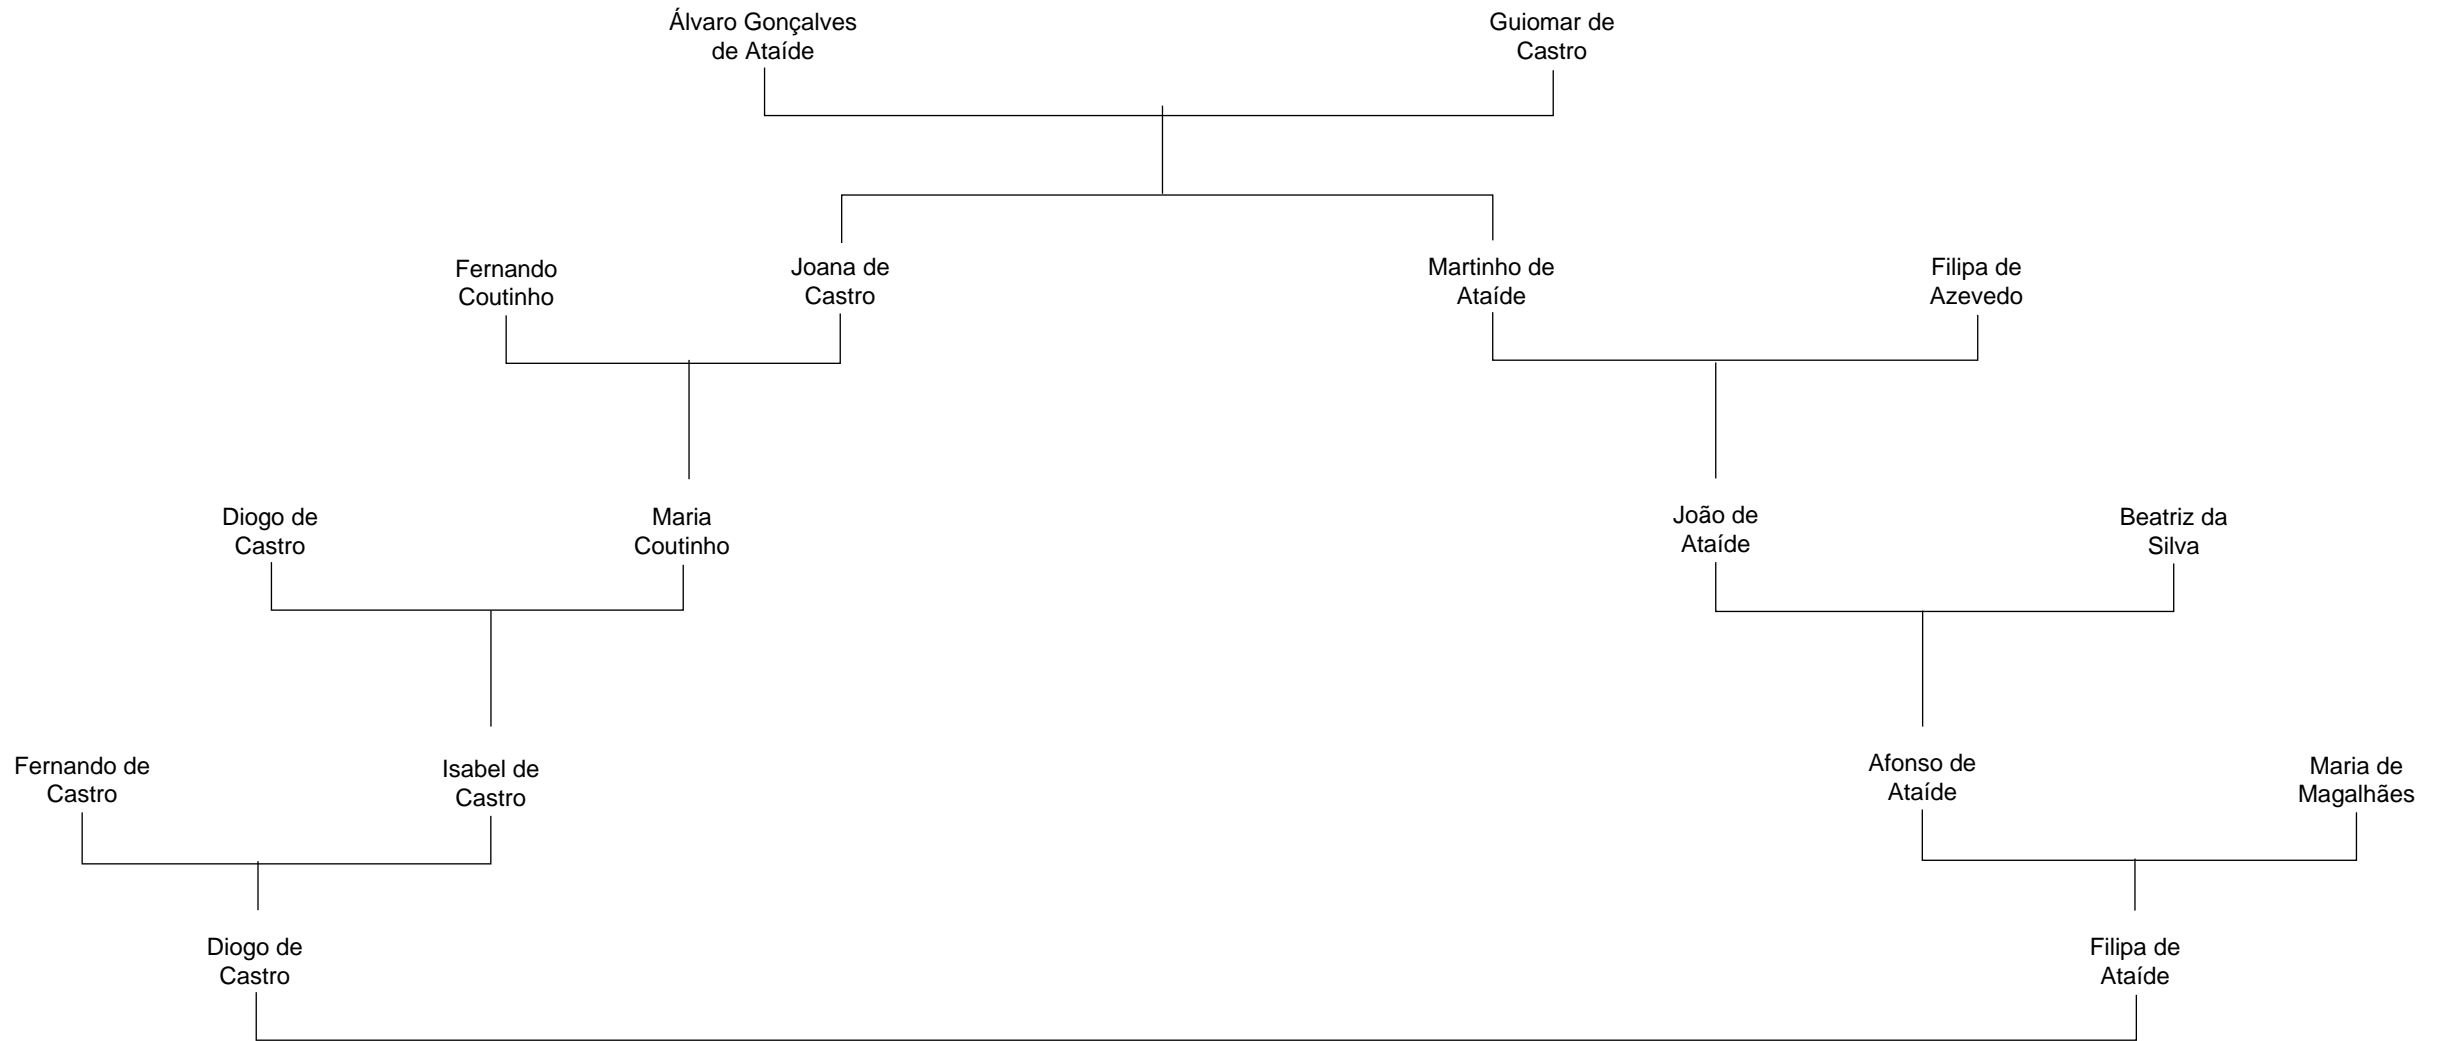 Álvaro Gonçalves
de Ataíde
Guiomar de
Castro
Fernando
Coutinho
Joana de
Castro
Martinho de
Ataíde
Filipa de
Azevedo
Diogo de
Castro
Maria
Coutinho
João de
Ataíde
Beatriz da
Silva
Fernando de
Castro
Isabel de
Castro
Afonso de
Ataíde
Maria de
Magalhães
Diogo de
Castro
Filipa de
Ataíde